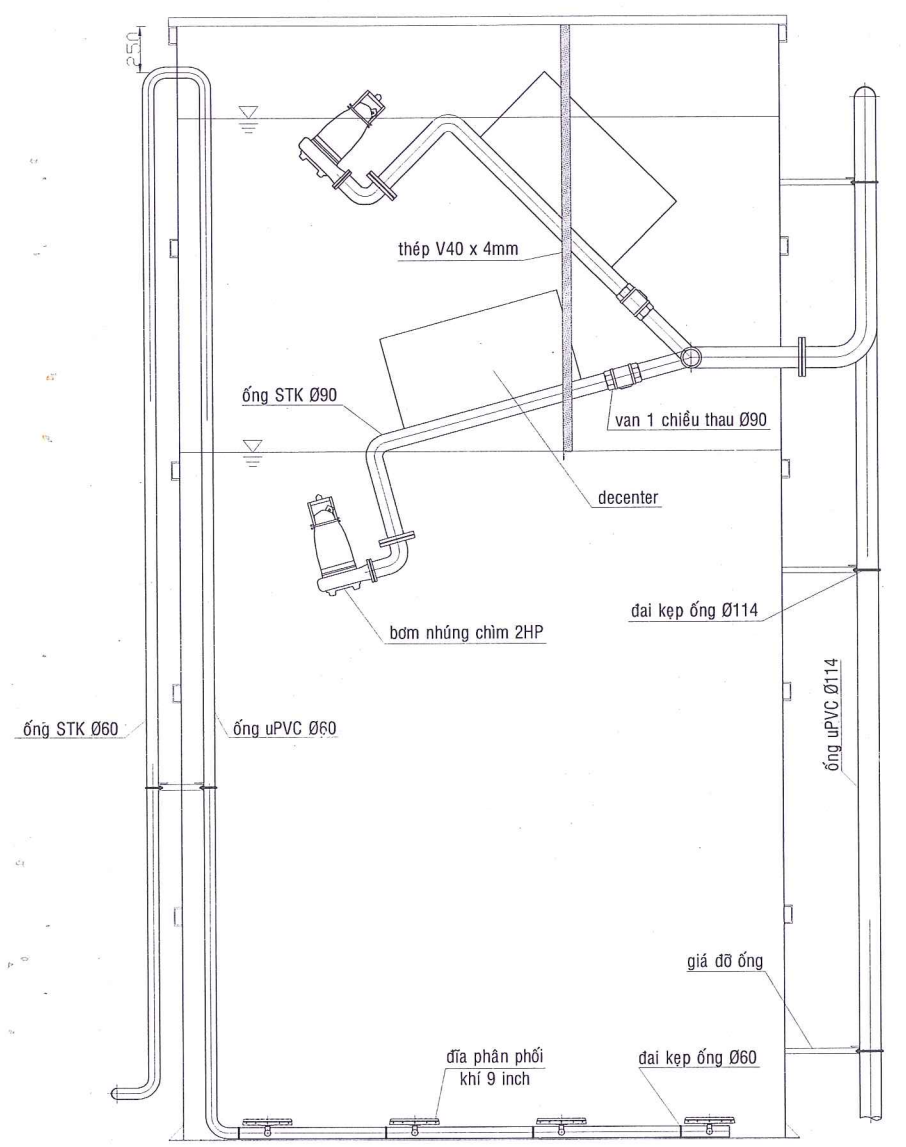 250
thép V40 x 4mm
ống STK Ø90
van 1 chiều thau Ø90
decenter
bơm nhúng chìm 2HP
đai kẹp ống Ø114
ống uPVC Ø114
ống STK Ø60
ống uPVC Ø60
giá đỡ ống
đĩa phân phối
khí 9 inch
đai kẹp ống Ø60